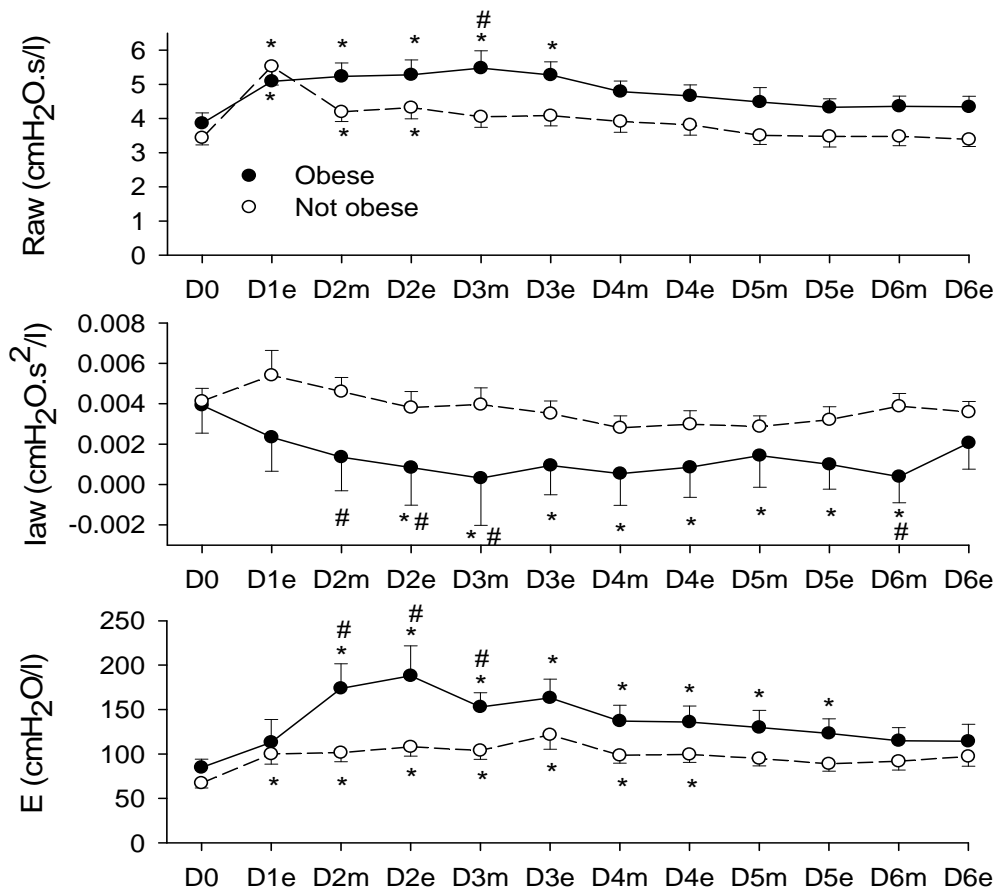 #
* * * * *
6
5
*
4
* *
3
Obese
2
Not obese
1
0
Raw (cmH2O.s/l)
D0 D1e D2m D2e D3m D3e D4m D4e D5m D5e D6m D6e
0.008
0.006
0.004
0.002
0.000
-0.002
Iaw (cmH2O.s2/l)
# *# *# * * * * * *
#
D0 D1e D2m D2e D3m D3e D4m D4e D5m D5e D6m D6e
250
200
150
100
50
0
E (cmH2O/l)
# # #
* * * * * * * *
* * * * * * *
D0 D1e D2m D2e D3m D3e D4m D4e D5m D5e D6m D6e